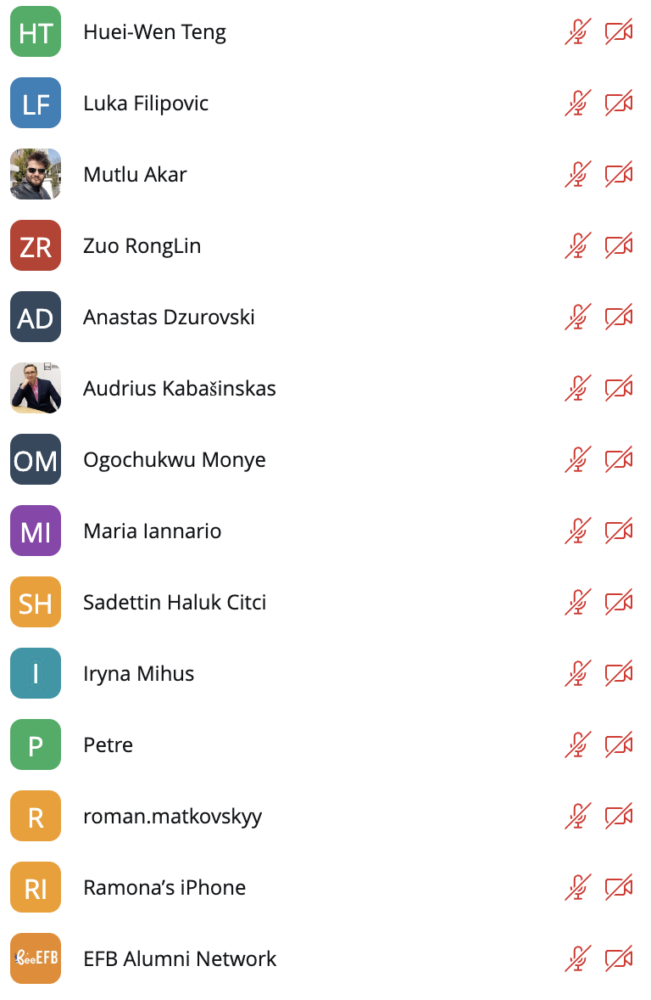 HT Huei-Wen Teng
LF Luka Filipovic
Mutlu Akar
ZR Zuo RongLin
AD Anastas Dzurovski
Audrius Kabašinskas
OM Ogochukwu Monye
MI Maria Iannario
SH Sadettin Haluk Citci
I Iryna Mihus
P Petre
R roman.matkovskyy
RI Ramona’s iPhone
BeeEFB EFB Alumni Network